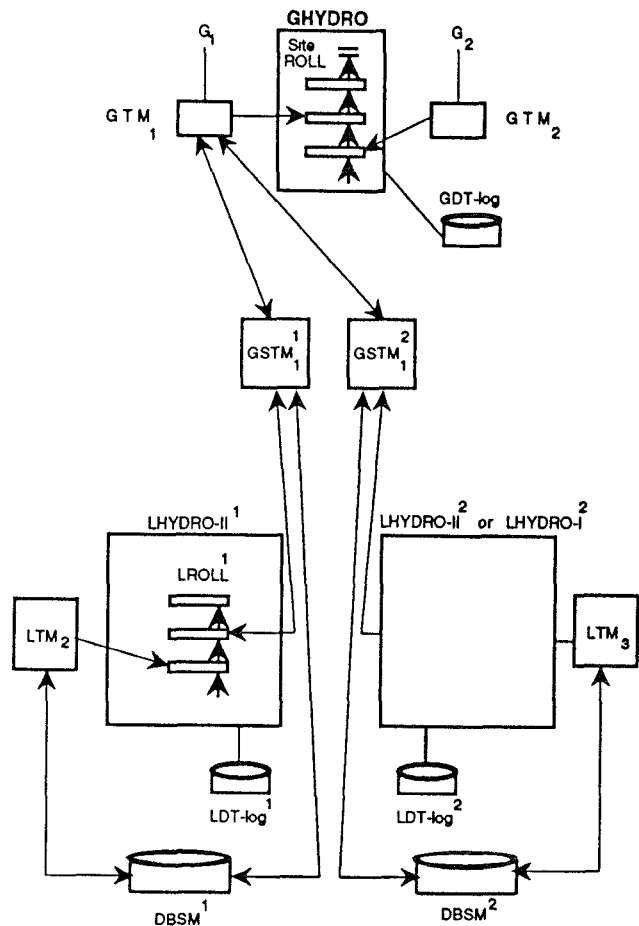 GHYDRO
G1
Site
ROLL
G2
GTM1
GTM2
GDT-log
GSTM11
GSTM12
LHYDRO-II1
LHYDRO-II2 or LHYDRO-I2
LROLL1
LTM2
LTM3
LDT-log1
LDT-log2
DBSM1
DBSM2